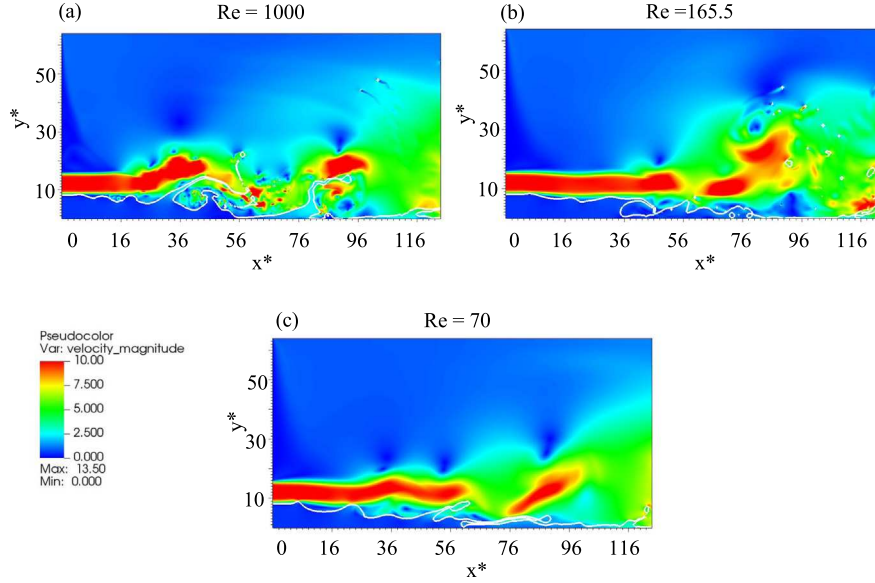 (a) Re = 1000
50
30
10
y*
0 16 36 56 76 96 116
x*
(b) Re =165.5
50
30
10
y*
0 16 36 56 76 96 116
x*
Pseudocolor
Var: velocity_magnitude
10.00
7.500
5.000
2.500
0.000
Max: 13.50
Min: 0.000
(c) Re = 70
50
30
10
y*
0 16 36 56 76 96 116
x*